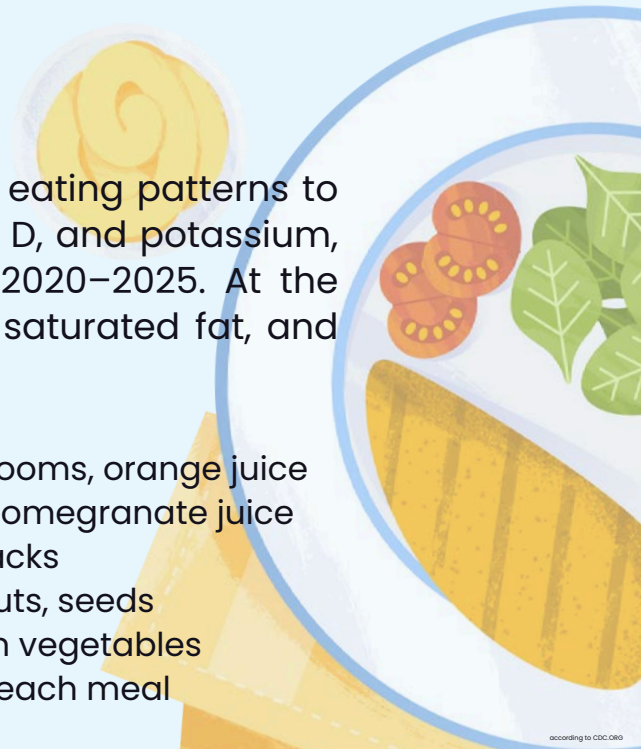 eating patterns to
D, and potassium,
2020–2025. At the
saturated fat, and
ooms, orange juice
omegranate juice
acks
uts, seeds
n vegetables
each meal
according to CDC.ORG